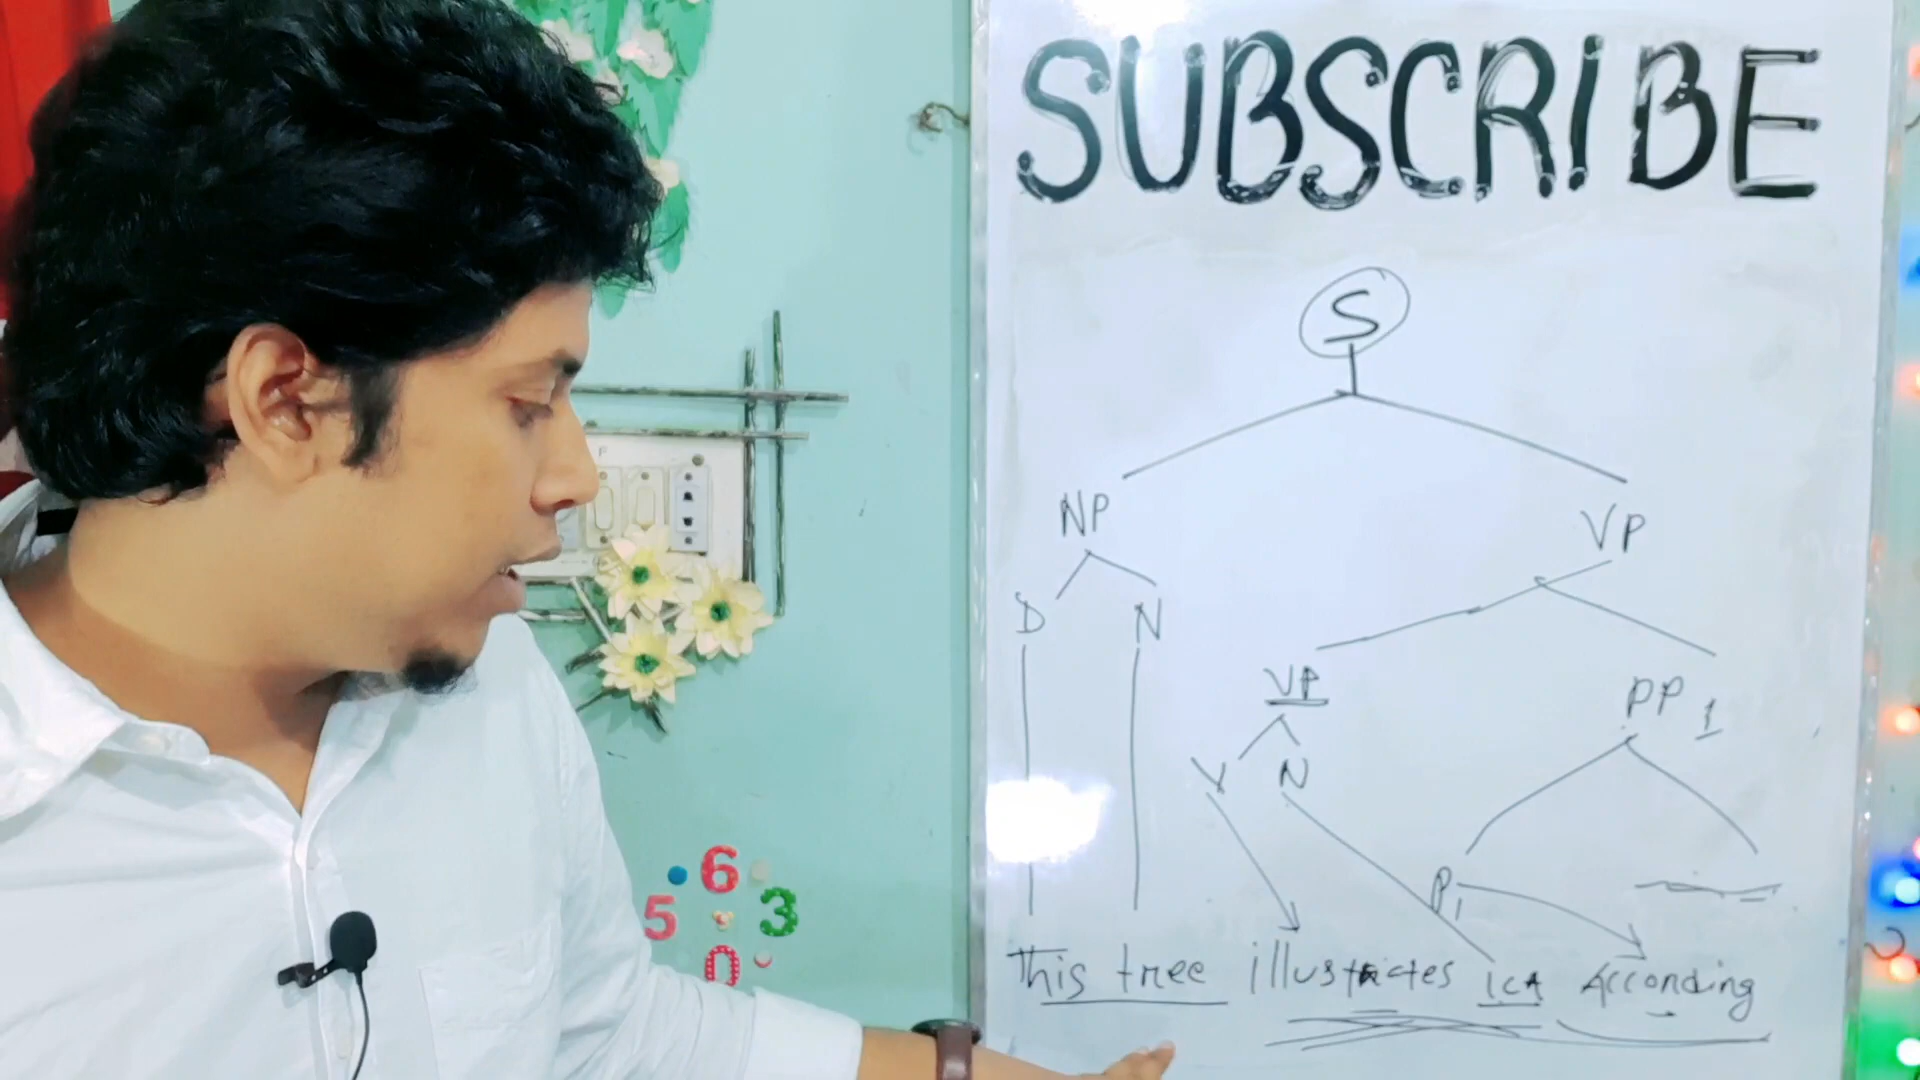 SUBSCRIBE
S
NP VP
D N
VP PP 1
V N
P1
This tree illustrates ICA According
6
5 3
0